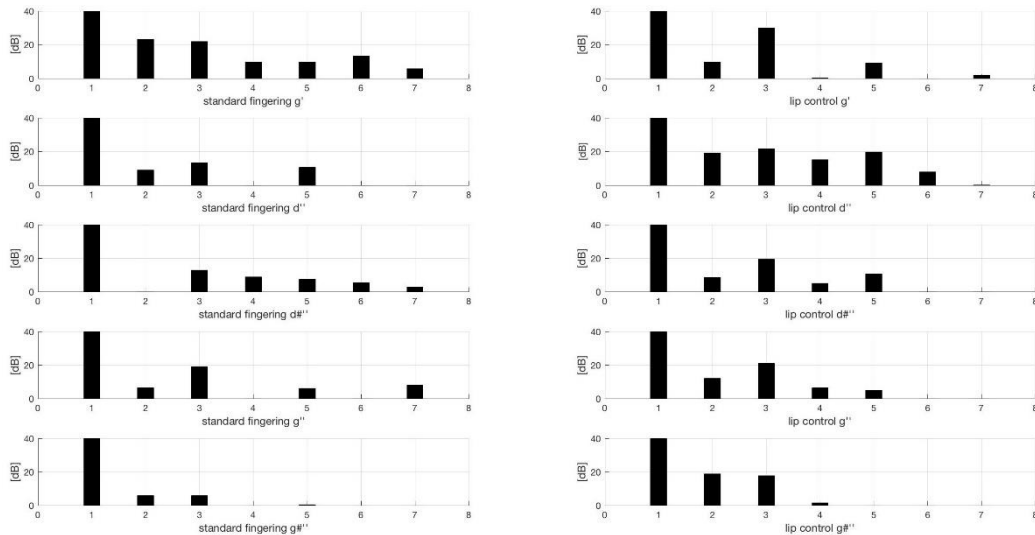 [dB]
40
20
0
0 1 2 3 4 5 6 7 8
standard fingering g'
[dB]
40
20
0
0 1 2 3 4 5 6 7 8
lip control g'
[dB]
40
20
0
0 1 2 3 4 5 6 7 8
standard fingering d''
[dB]
40
20
0
0 1 2 3 4 5 6 7 8
lip control d''
[dB]
40
20
0
0 1 2 3 4 5 6 7 8
standard fingering d#''
[dB]
40
20
0
0 1 2 3 4 5 6 7 8
lip control d#''
[dB]
40
20
0
0 1 2 3 4 5 6 7 8
standard fingering g''
[dB]
40
20
0
0 1 2 3 4 5 6 7 8
lip control g''
[dB]
40
20
0
0 1 2 3 4 5 6 7 8
standard fingering g#''
[dB]
40
20
0
0 1 2 3 4 5 6 7 8
lip control g#''